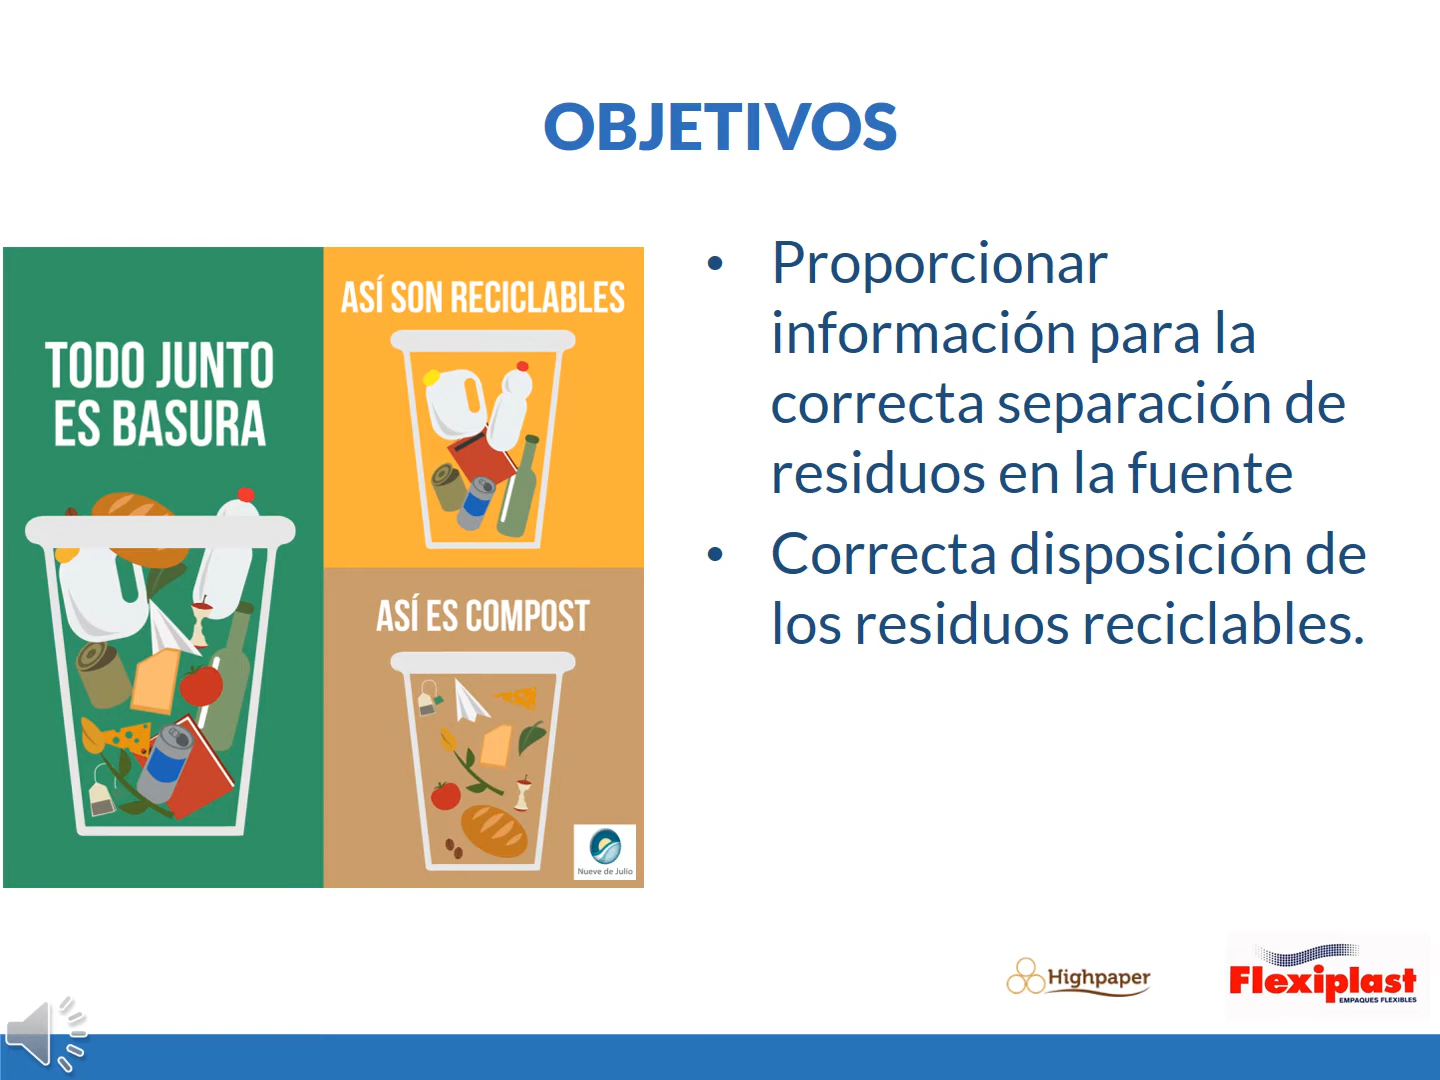 OBJETIVOS
TODO JUNTO
ES BASURA
ASÍ SON RECICLABLES
ASÍ ES COMPOST
Nueve de Julio
• Proporcionar
información para la
correcta separación de
residuos en la fuente
• Correcta disposición de
los residuos reciclables.
Highpaper
Flexiplast
EMPAQUES FLEXIBLES